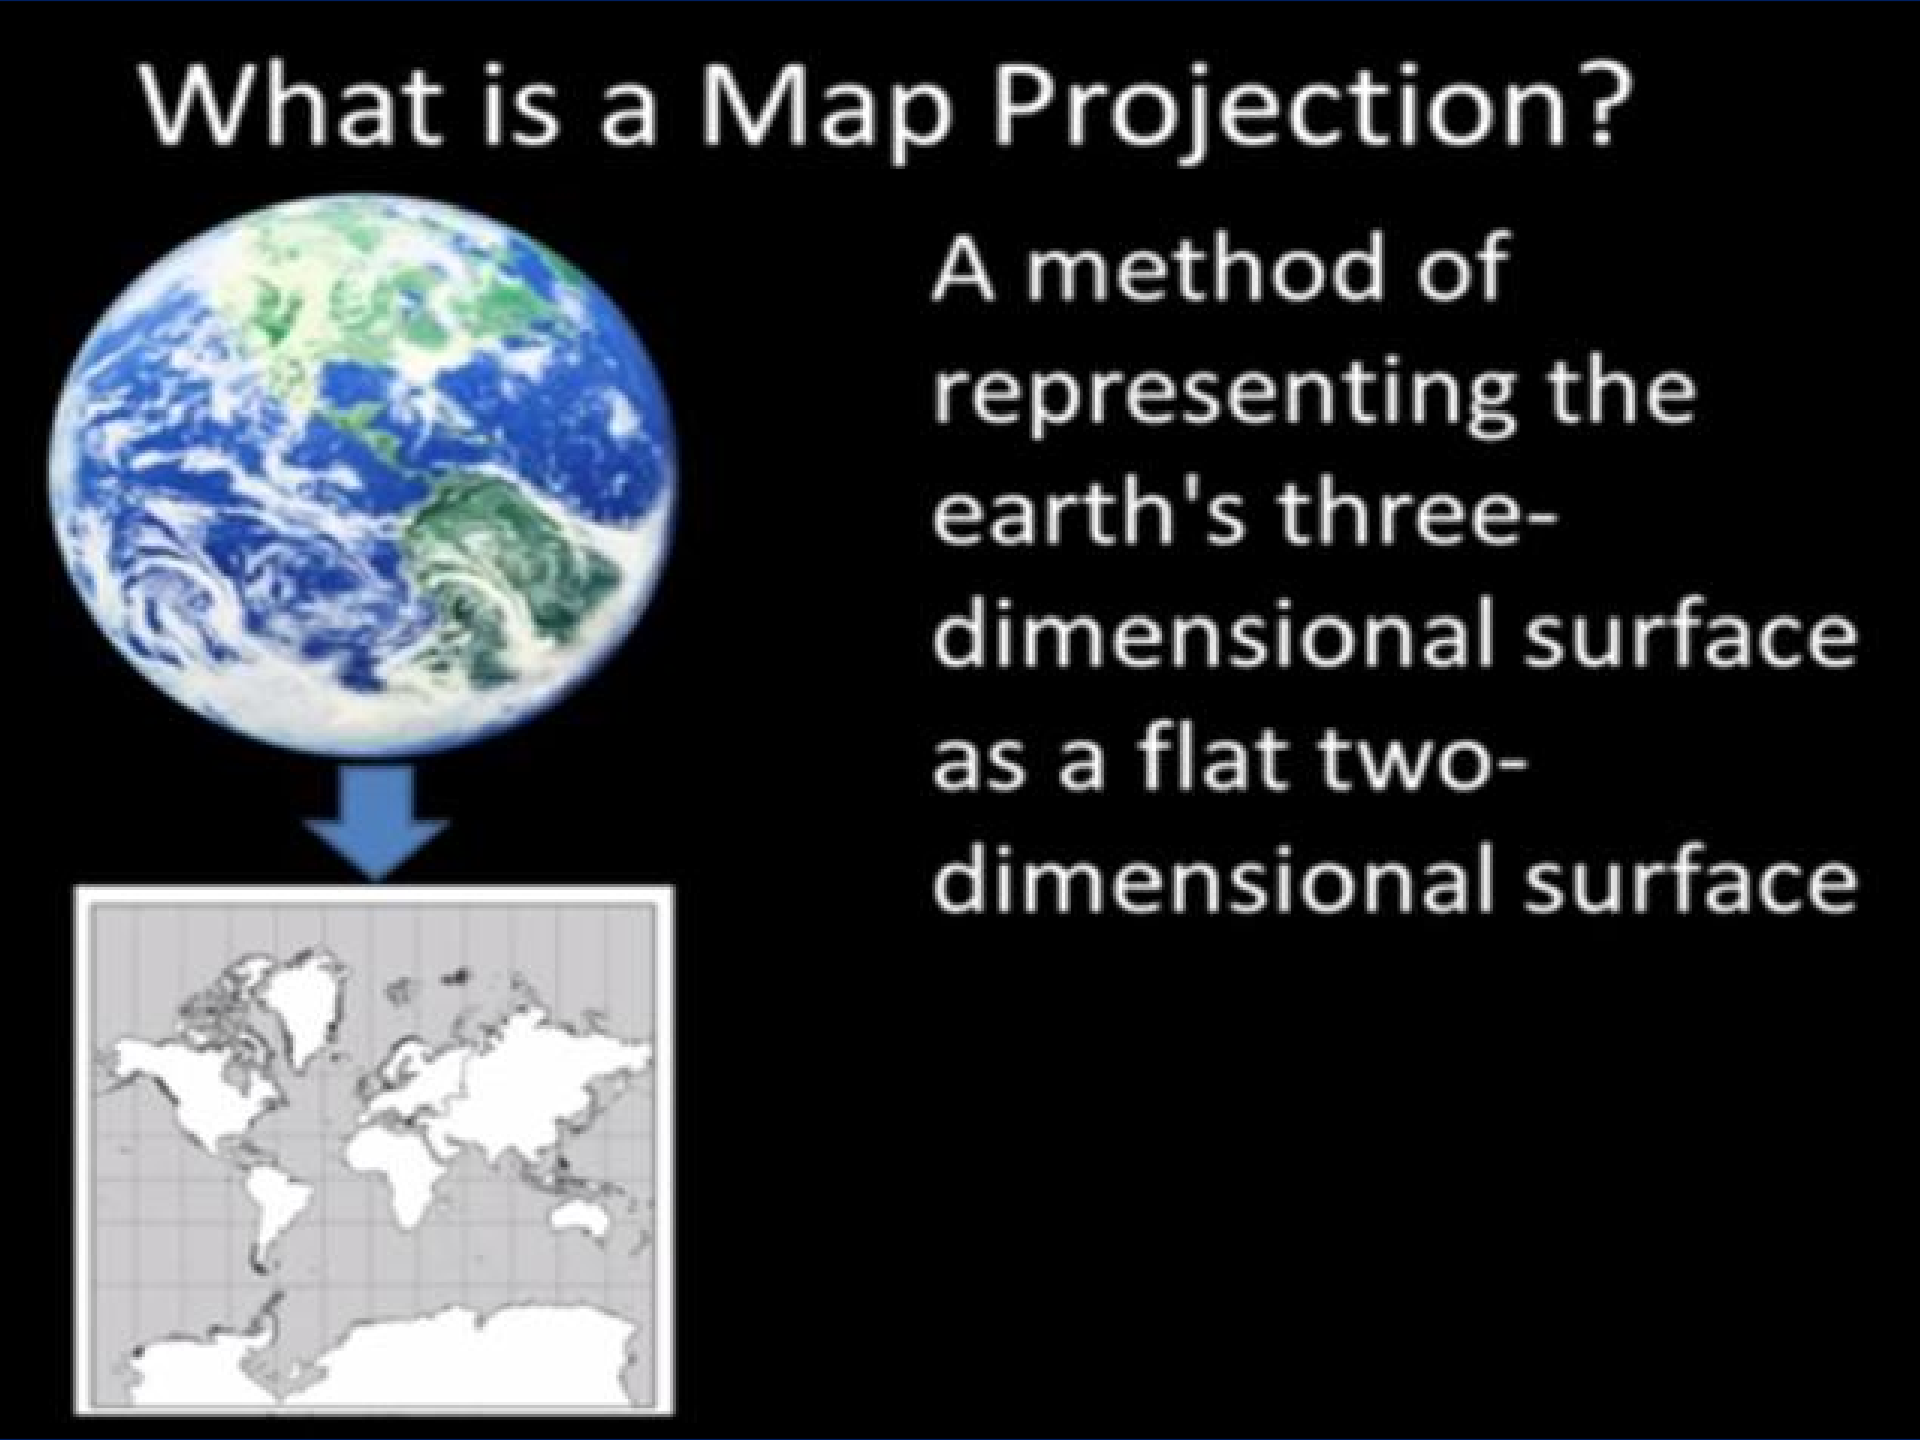 What is a Map Projection?
A method of
representing the
earth's three-
dimensional surface
as a flat two-
dimensional surface